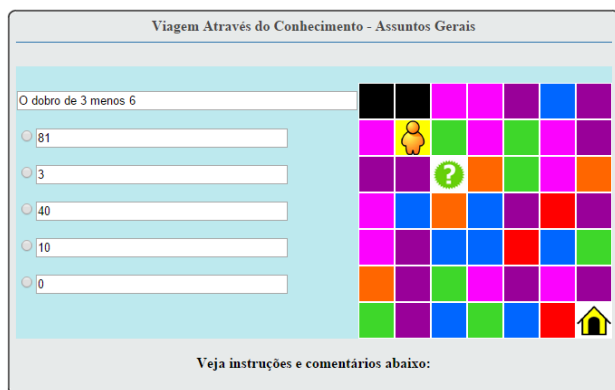 Viagem Através do Conhecimento - Assuntos Gerais
O dobro de 3 menos 6
81
3
40
10
0
?
Veja instruções e comentários abaixo: